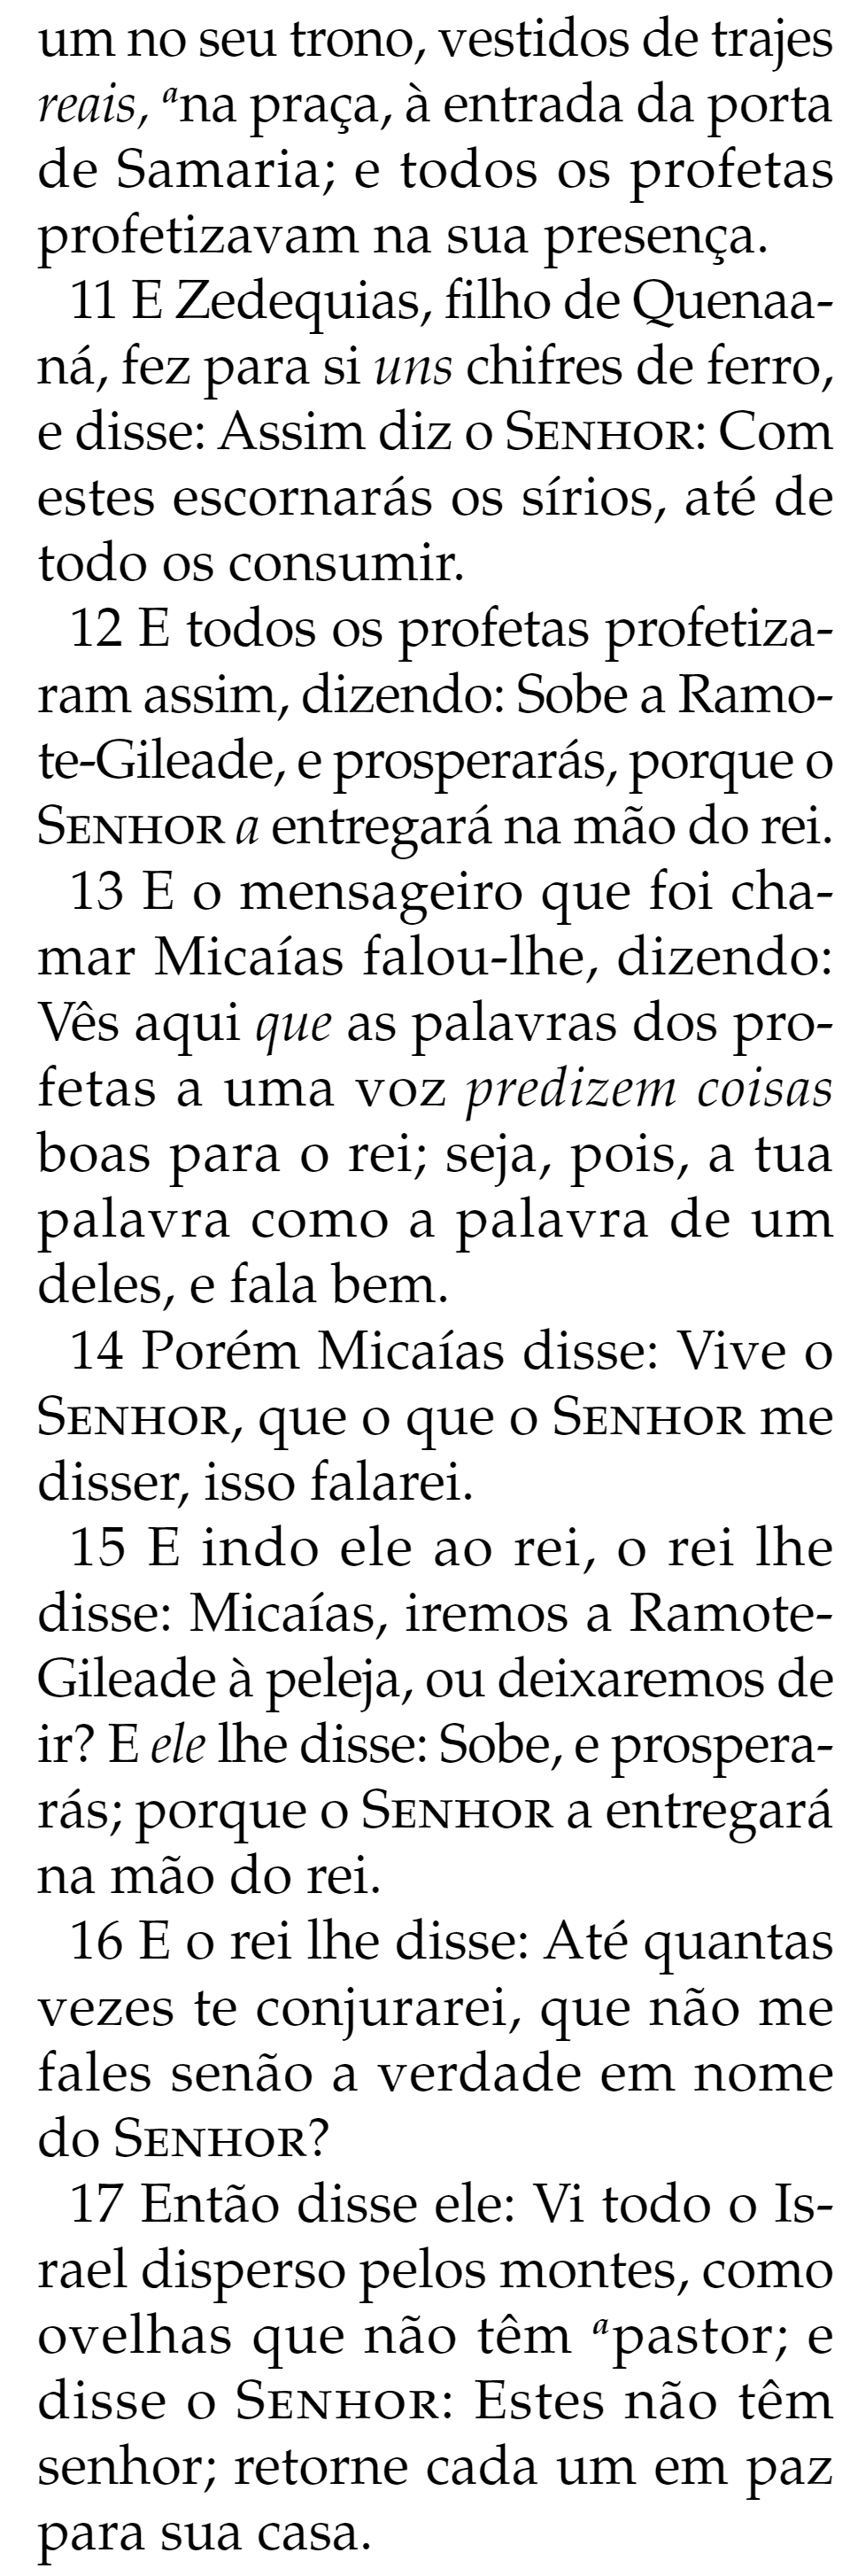 um no seu trono, vestidos de trajes
reais, ana praça, à entrada da porta
de Samaria; e todos os profetas
profetizavam na sua presença.
11 E Zedequias, filho de Quenaa-
ná, fez para si uns chifres de ferro,
e disse: Assim diz o SENHOR: Com
estes escornarás os sírios, até de
todo os consumir.
12 E todos os profetas profetiza-
ram assim, dizendo: Sobe a Ramo-
te-Gileade, e prosperarás, porque o
SENHOR a entregará na mão do rei.
13 E o mensageiro que foi cha-
mar Micaías falou-lhe, dizendo:
Vês aqui que as palavras dos pro-
fetas a uma voz predizem coisas
boas para o rei; seja, pois, a tua
palavra como a palavra de um
deles, e fala bem.
14 Porém Micaías disse: Vive o
SENHOR, que o que o SENHOR me
disser, isso falarei.
15 E indo ele ao rei, o rei lhe
disse: Micaías, iremos a Ramote-
Gileade à peleja, ou deixaremos de
ir? E ele lhe disse: Sobe, e prospera-
rás; porque o SENHOR a entregará
na mão do rei.
16 E o rei lhe disse: Até quantas
vezes te conjurarei, que não me
fales senão a verdade em nome
do SENHOR?
17 Então disse ele: Vi todo o Is-
rael disperso pelos montes, como
ovelhas que não têm apastor; e
disse o SENHOR: Estes não têm
senhor; retorne cada um em paz
para sua casa.